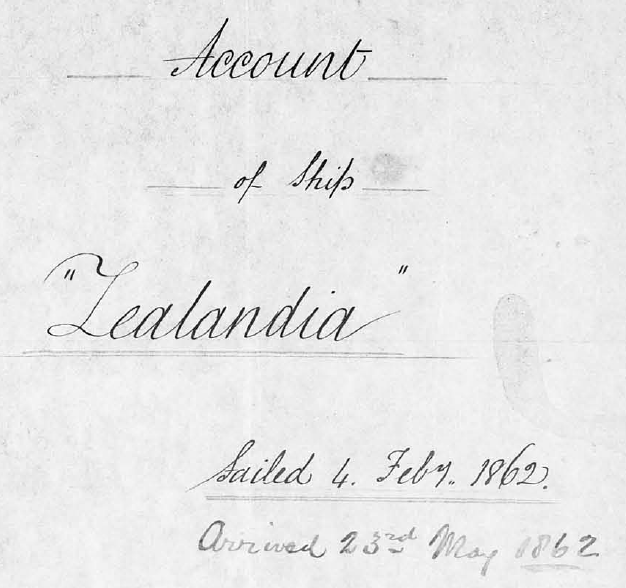 Account
of Ship
"Zealandia"
Sailed 4. Feby. 1862.
Arrived 23rd May 1862